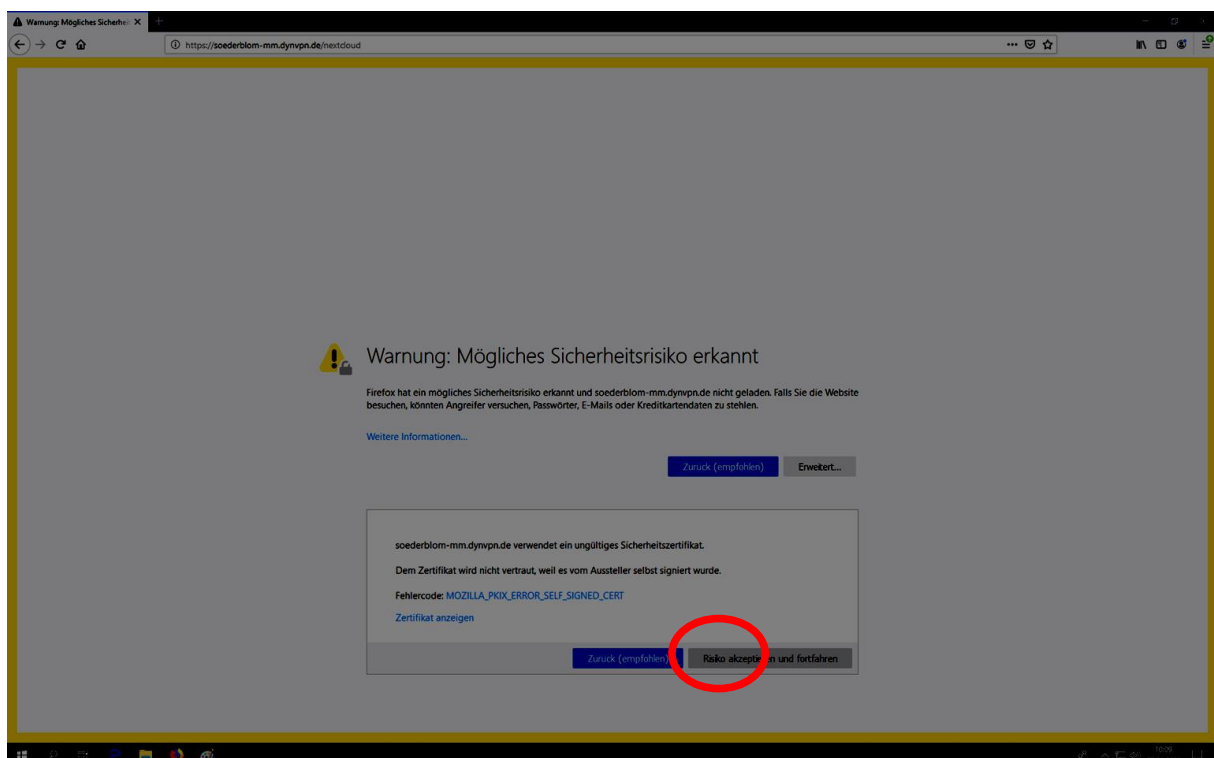 Warnung: Mögliches Sicherheit
https://soederblom-mm.dynvpn.de/nextcloud
Warnung: Mögliches Sicherheitsrisiko erkannt
Firefox hat ein mögliches Sicherheitsrisiko erkannt und soederblom-mm.dynvpn.de nicht geladen. Falls Sie die Website
besuchen, könnten Angreifer versuchen, Passwörter, E-Mails oder Kreditkartendaten zu stehlen.
Weitere Informationen...
Zurück (empfohlen) Erweitert...
soederblom-mm.dynvpn.de verwendet ein ungültiges Sicherheitszertifikat.
Dem Zertifikat wird nicht vertraut, weil es vom Aussteller selbst signiert wurde.
Fehlercode: MOZILLA_PKIX_ERROR_SELF_SIGNED_CERT
Zertifikat anzeigen
Zurück (empfohlen) Risiko akzeptieren und fortfahren
10:09